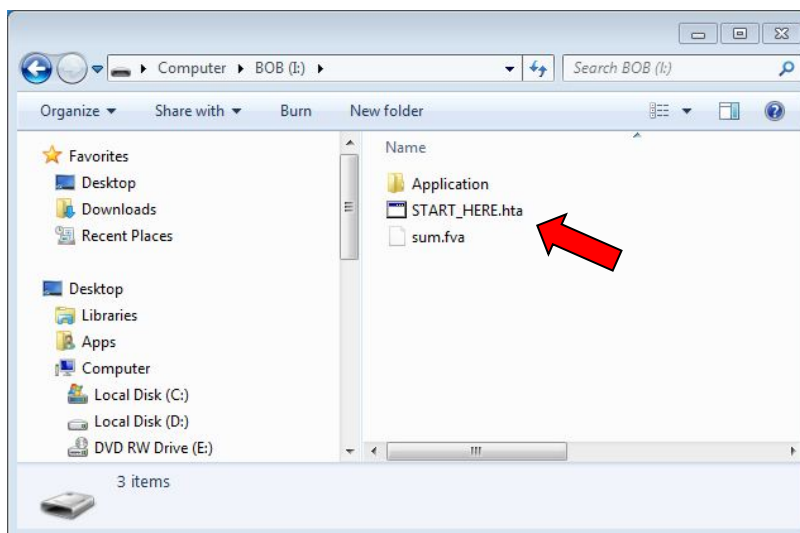 Computer BOB (I:)
Search BOB (I:)
Organize Share with Burn New folder
Favorites
Desktop
Downloads
Recent Places
Desktop
Libraries
Apps
Computer
Local Disk (C:)
Local Disk (D:)
DVD RW Drive (E:)
Name
Application
START_HERE.hta
sum.fva
3 items